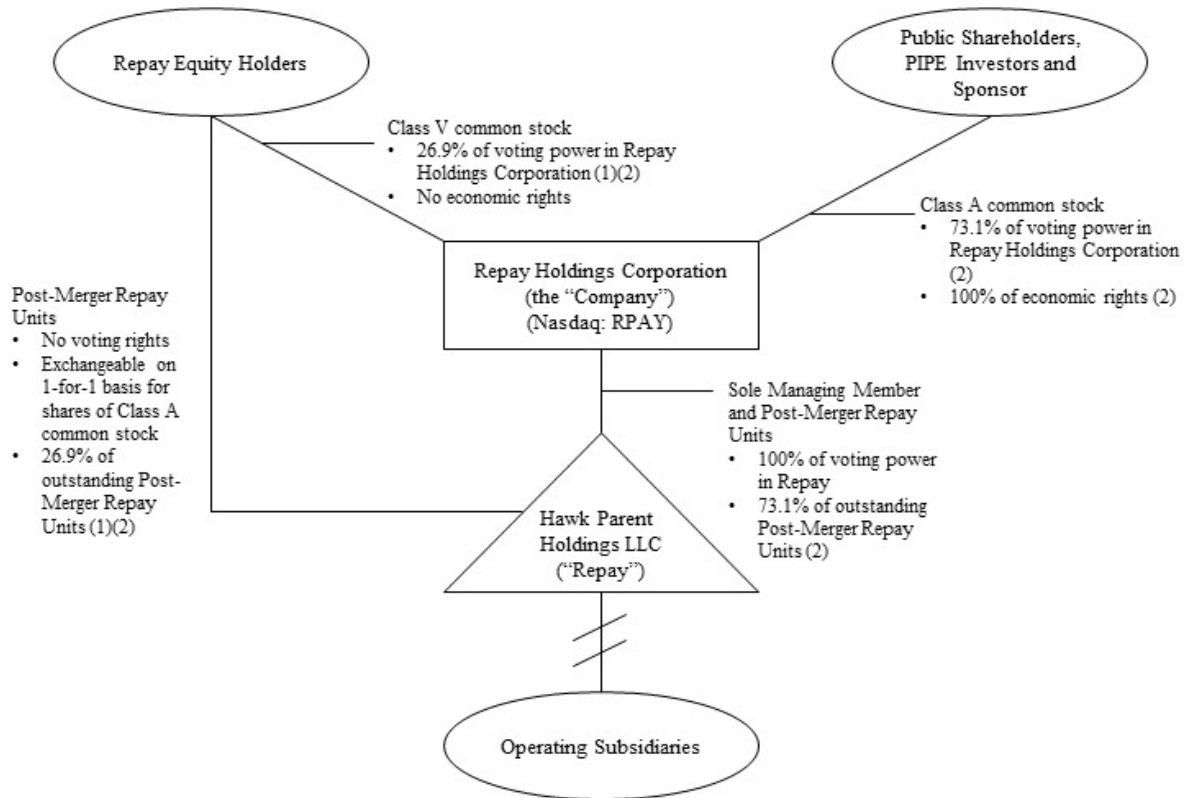 Repay Equity Holders
Public Shareholders,
PIPE Investors and
Sponsor
Class V common stock
• 26.9% of voting power in Repay
Holdings Corporation (1)(2)
• No economic rights
Class A common stock
• 73.1% of voting power in
Repay Holdings Corporation
(2)
• 100% of economic rights (2)
Repay Holdings Corporation
(the “Company”)
(Nasdaq: RPAY)
Post-Merger Repay
Units
• No voting rights
• Exchangeable on
1-for-1 basis for
shares of Class A
common stock
• 26.9% of
outstanding Post-
Merger Repay
Units (1)(2)
Sole Managing Member
and Post-Merger Repay
Units
• 100% of voting power
in Repay
• 73.1% of outstanding
Post-Merger Repay
Units (2)
Hawk Parent
Holdings LLC
(“Repay”)
Operating Subsidiaries